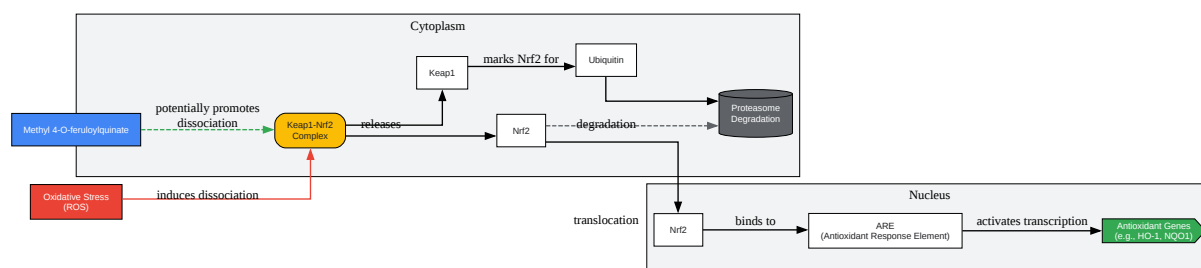 Cytoplasm
marks Nrf2 for
Keap1
Ubiquitin
Proteasome
Degradation
potentially promotes
dissociation
Methyl 4-O-feruloylquinate
Keap1-Nrf2
Complex
releases
Nrf2
degradation
Oxidative Stress
(ROS)
induces dissociation
Nucleus
translocation
Nrf2
binds to
ARE
(Antioxidant Response Element)
activates transcription
Antioxidant Genes
(e.g., HO-1, NQO1)